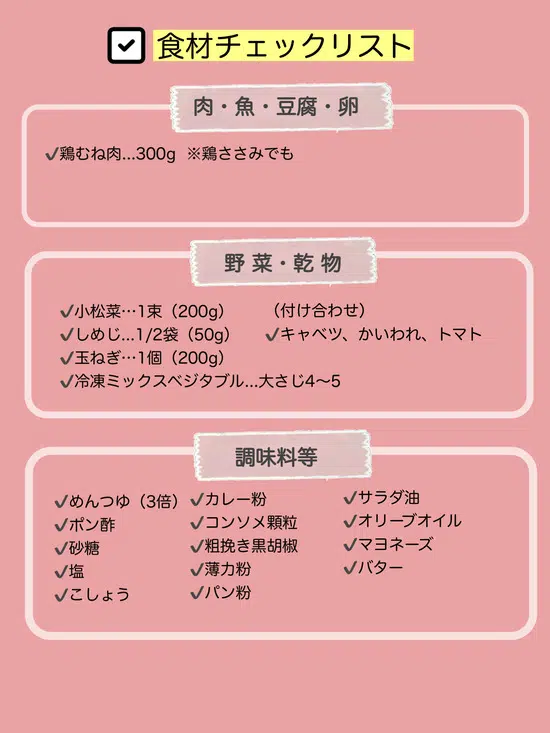 食材チェックリスト
肉・魚・豆腐・卵
✓鶏むね肉…300g ※鶏ささみでも
野菜・乾物
✓小松菜…1束（200g）
✓しめじ…1/2袋（50g）
✓玉ねぎ…1個（200g）
✓冷凍ミックスベジタブル…大さじ4〜5
（付け合わせ）
✓キャベツ、かいわれ、トマト
調味料等
✓めんつゆ（3倍）
✓ポン酢
✓砂糖
✓塩
✓こしょう
✓カレー粉
✓コンソメ顆粒
✓粗挽き黒胡椒
✓薄力粉
✓パン粉
✓サラダ油
✓オリーブオイル
✓マヨネーズ
✓バター